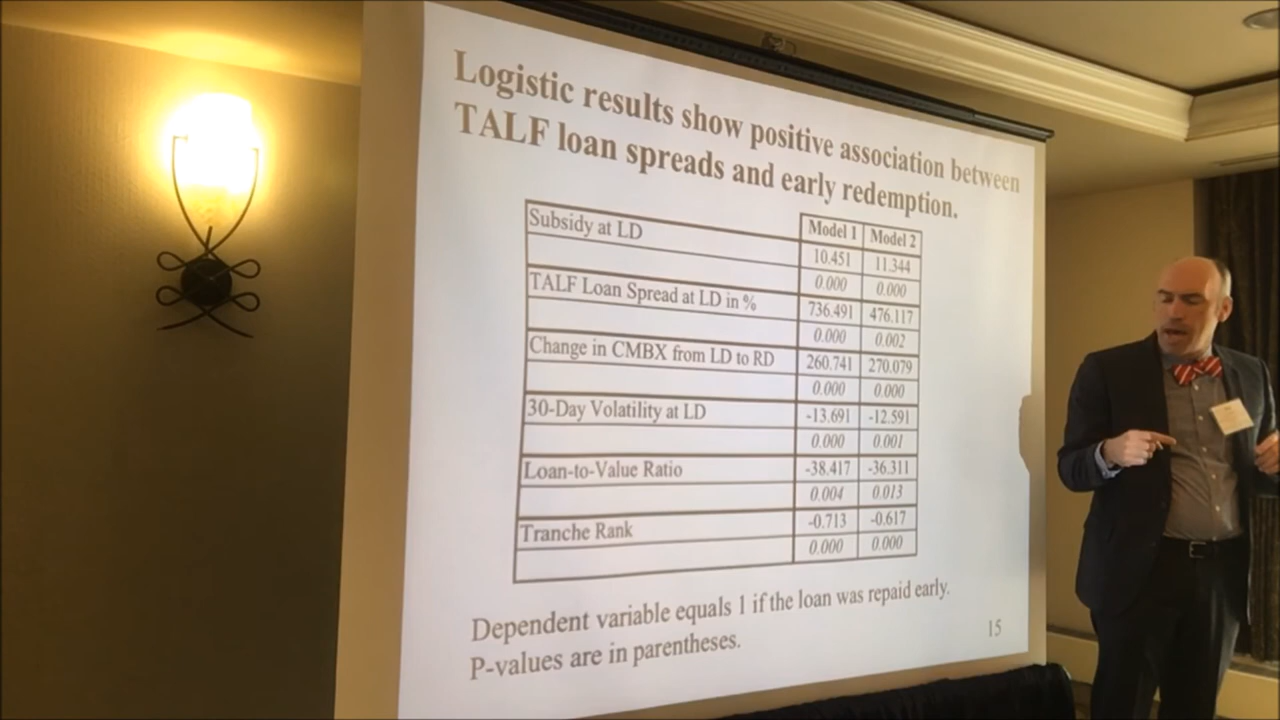 Logistic results show positive association between
TALF loan spreads and early redemption.
Model 1 Model 2
Subsidy at LD 10.451 11.344
0.000 0.000
TALF Loan Spread at LD in % 736.491 476.117
0.000 0.002
Change in CMBX from LD to RD 260.741 270.079
0.000 0.000
30-Day Volatility at LD -13.691 -12.591
0.000 0.001
Loan-to-Value Ratio -38.417 -36.311
0.004 0.013
Tranche Rank -0.713 -0.617
0.000 0.000
Dependent variable equals 1 if the loan was repaid early.
P-values are in parentheses.
15